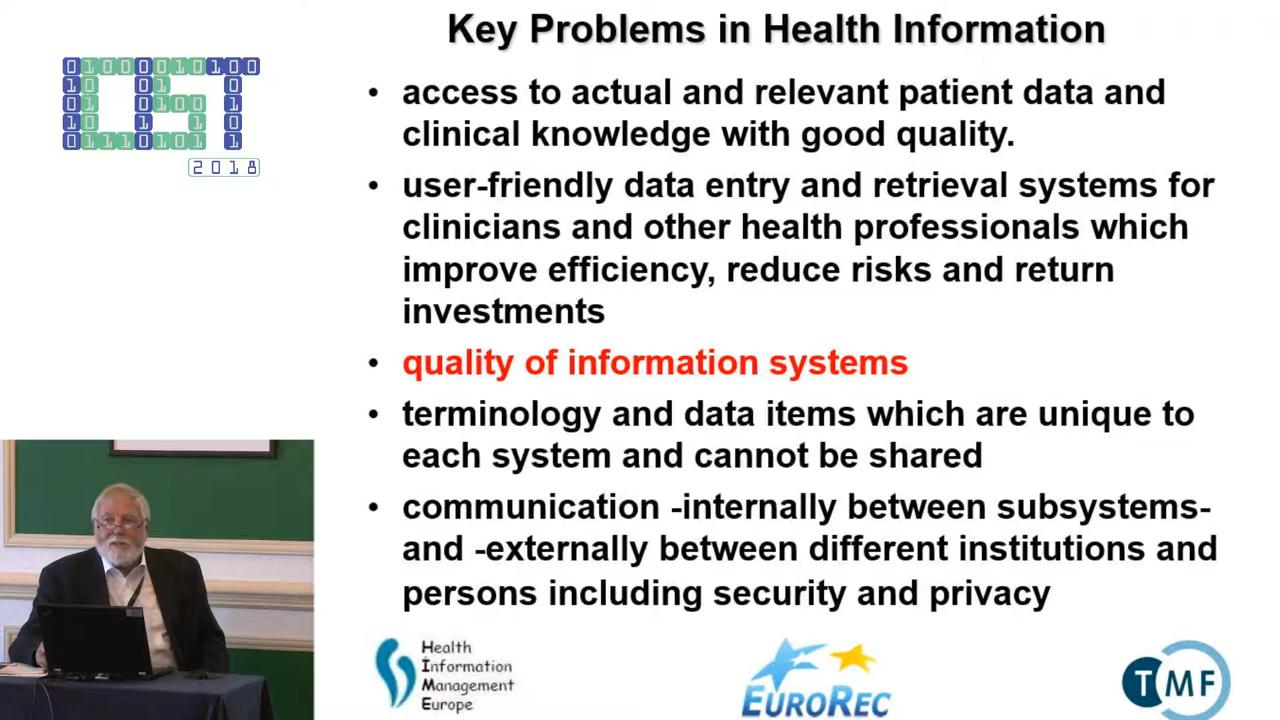 01000010100
2018
Key Problems in Health Information
• access to actual and relevant patient data and
clinical knowledge with good quality.
• user-friendly data entry and retrieval systems for
clinicians and other health professionals which
improve efficiency, reduce risks and return
investments
• quality of information systems
• terminology and data items which are unique to
each system and cannot be shared
• communication -internally between subsystems-
and -externally between different institutions and
persons including security and privacy
Health
Information
Management
Europe
EUROREC
TMF